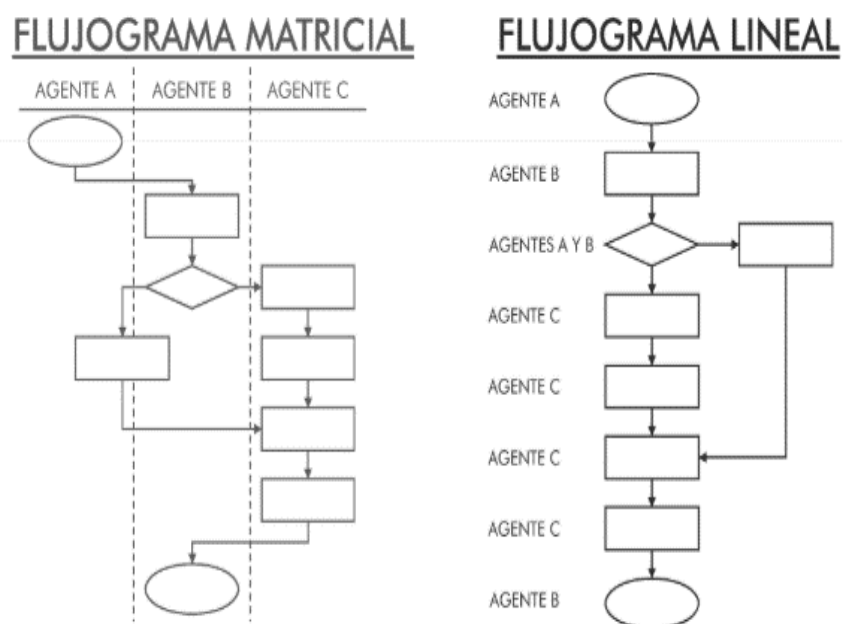 FLUJOGRAMA MATRICIAL
AGENTE A
AGENTE B
AGENTE C
FLUJOGRAMA LINEAL
AGENTE A
AGENTE B
AGENTES A Y B
AGENTE C
AGENTE C
AGENTE C
AGENTE C
AGENTE B